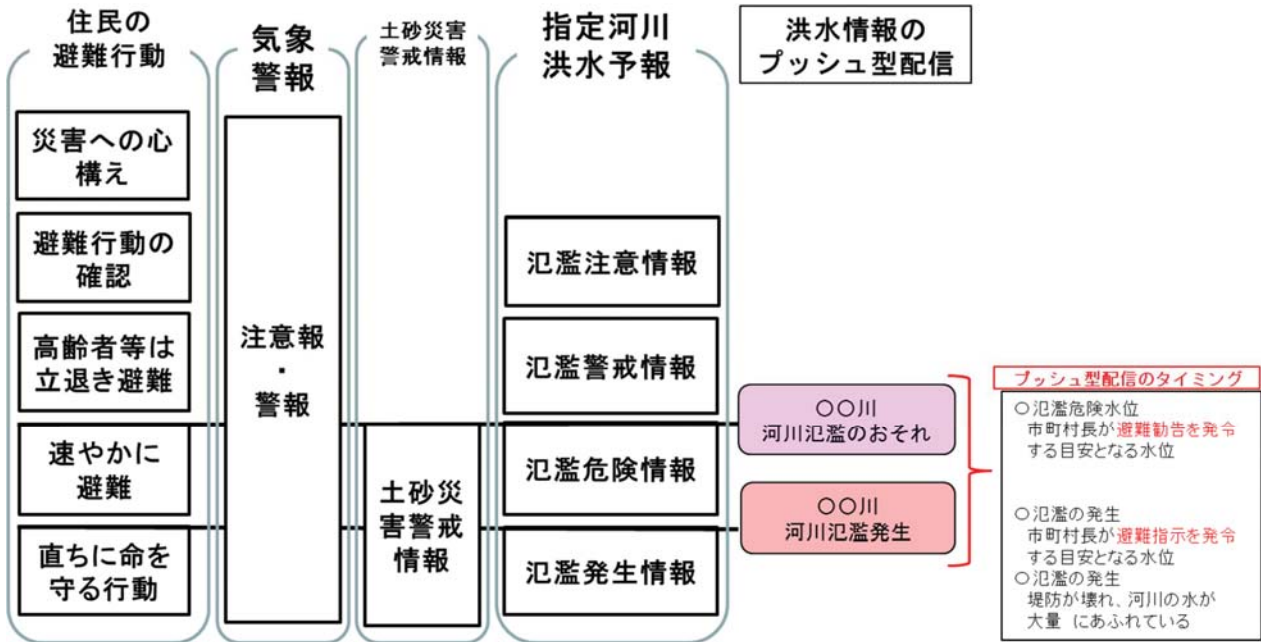 住民の
避難行動
災害への心
構え
避難行動の
確認
高齢者等は
立退き避難
速やかに
避難
直ちに命を
守る行動
気象
警報
注意報
・
警報
土砂災害
警戒情報
土砂災
害警戒
情報
指定河川
洪水予報
氾濫注意情報
氾濫警戒情報
氾濫危険情報
氾濫発生情報
洪水情報の
プッシュ型配信
○○川
河川氾濫のおそれ
○○川
河川氾濫発生
プッシュ型配信のタイミング
○氾濫危険水位
市町村長が避難勧告を発令
する目安となる水位
○氾濫の発生
市町村長が避難指示を発令
する目安となる水位
○氾濫の発生
堤防が壊れ、河川の水が
大量 にあふれている